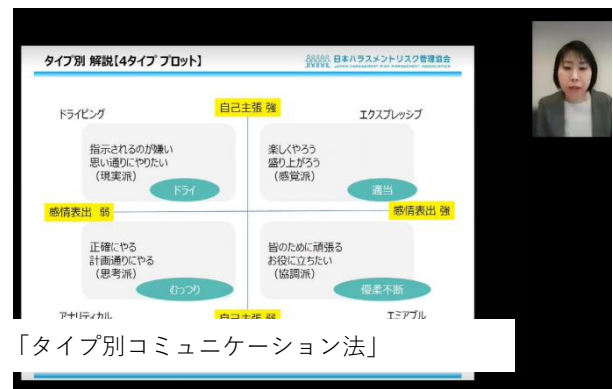 タイプ別 解説【4タイプ プロット】
日本ハラスメントリスク管理協会
自己主張 強
ドライビング
エクスプレッシブ
指示されるのが嫌い
思い通りにやりたい
（現実派）
ドライ
楽しくやろう
盛り上がろう
（感覚派）
適当
感情表出 弱
感情表出 強
正確にやる
計画通りにやる
（思考派）
むっつり
皆のために頑張る
お役に立ちたい
（協調派）
優柔不断
アナリティカル
自己主張 弱
エミアブル
「タイプ別コミュニケーション法」